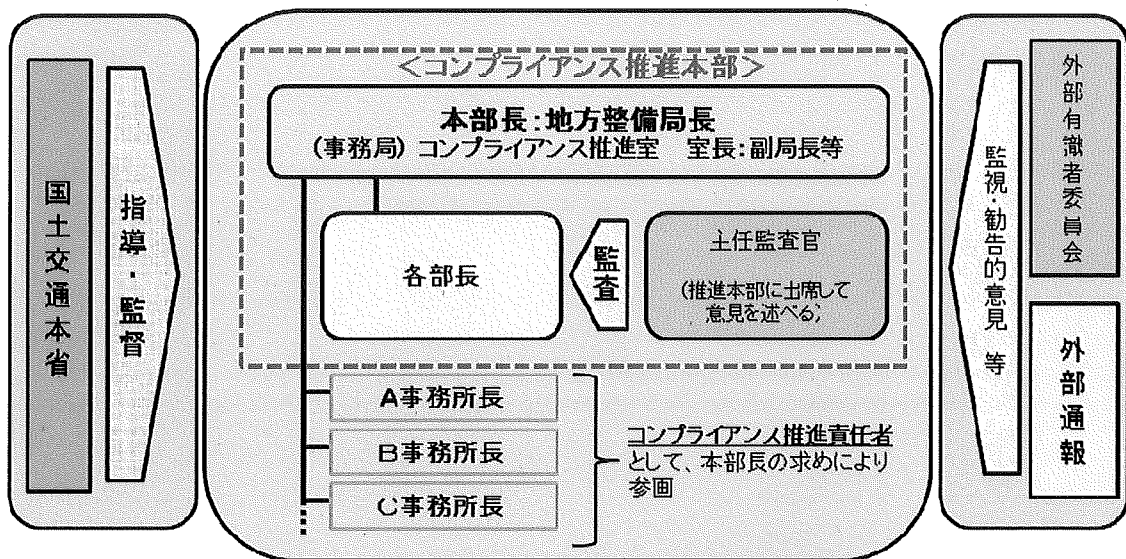 国土交通本省
指導・監督
<コンプライアンス推進本部>
本部長：地方整備局長
(事務局) コンプライアンス推進室　室長：副局長等
各部長
監査
主任監査官
(推進本部に出席して
意見を述べる)
A事務所長
B事務所長
C事務所長
コンプライアンス推進責任者
として、本部長の求めにより
参画
監視・勧告的意見 等
外部有識者委員会
外部通報